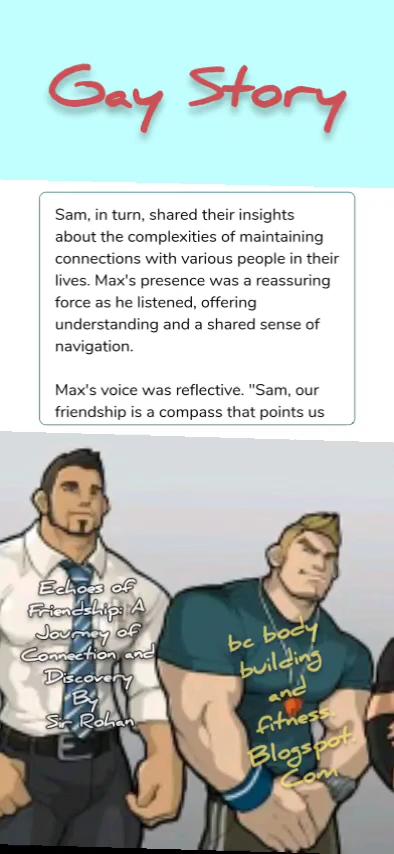 Gay Story
Sam, in turn, shared their insights
about the complexities of maintaining
connections with various people in their
lives. Max's presence was a reassuring
force as he listened, offering
understanding and a shared sense of
navigation.
Max's voice was reflective. "Sam, our
friendship is a compass that points us
Echoes of
Friendship: A
Journey of
Connection and
Discovery
By
Sir Rohan
bc body
building
and
fitness.
Blogspot.
Com